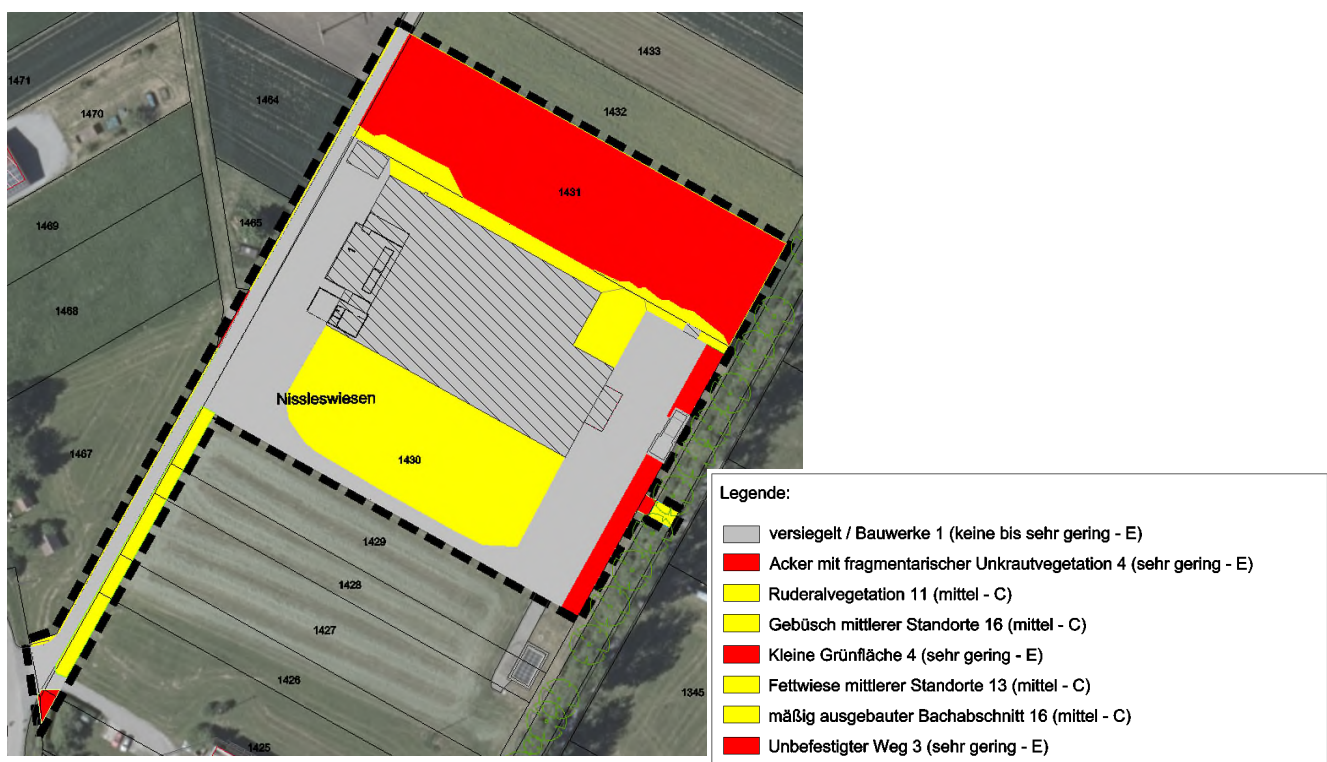 1433
1471
1470
1464
1432
1431
1469
1465
1
1468
Nissleswiesen
1467
1430
1429
1428
1427
1426
1345
1425
Legende:
versiegelt / Bauwerke 1 (keine bis sehr gering - E)
Acker mit fragmentarischer Unkrautvegetation 4 (sehr gering - E)
Ruderalvegetation 11 (mittel - C)
Gebüsch mittlerer Standorte 16 (mittel - C)
Kleine Grünfläche 4 (sehr gering - E)
Fettwiese mittlerer Standorte 13 (mittel - C)
mäßig ausgebauter Bachabschnitt 16 (mittel - C)
Unbefestigter Weg 3 (sehr gering - E)